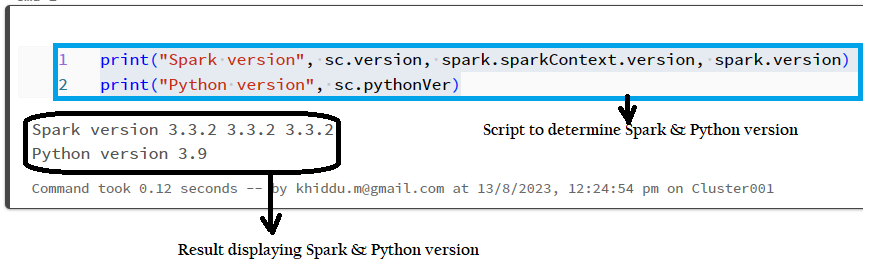 1 print("Spark version", sc.version, spark.sparkContext.version, spark.version)
2 print("Python version", sc.pythonVer)
Spark version 3.3.2 3.3.2 3.3.2
Python version 3.9
Script to determine Spark & Python version
Command took 0.12 seconds -- by khiddu.m@gmail.com at 13/8/2023, 12:24:54 pm on Cluster001
Result displaying Spark & Python version